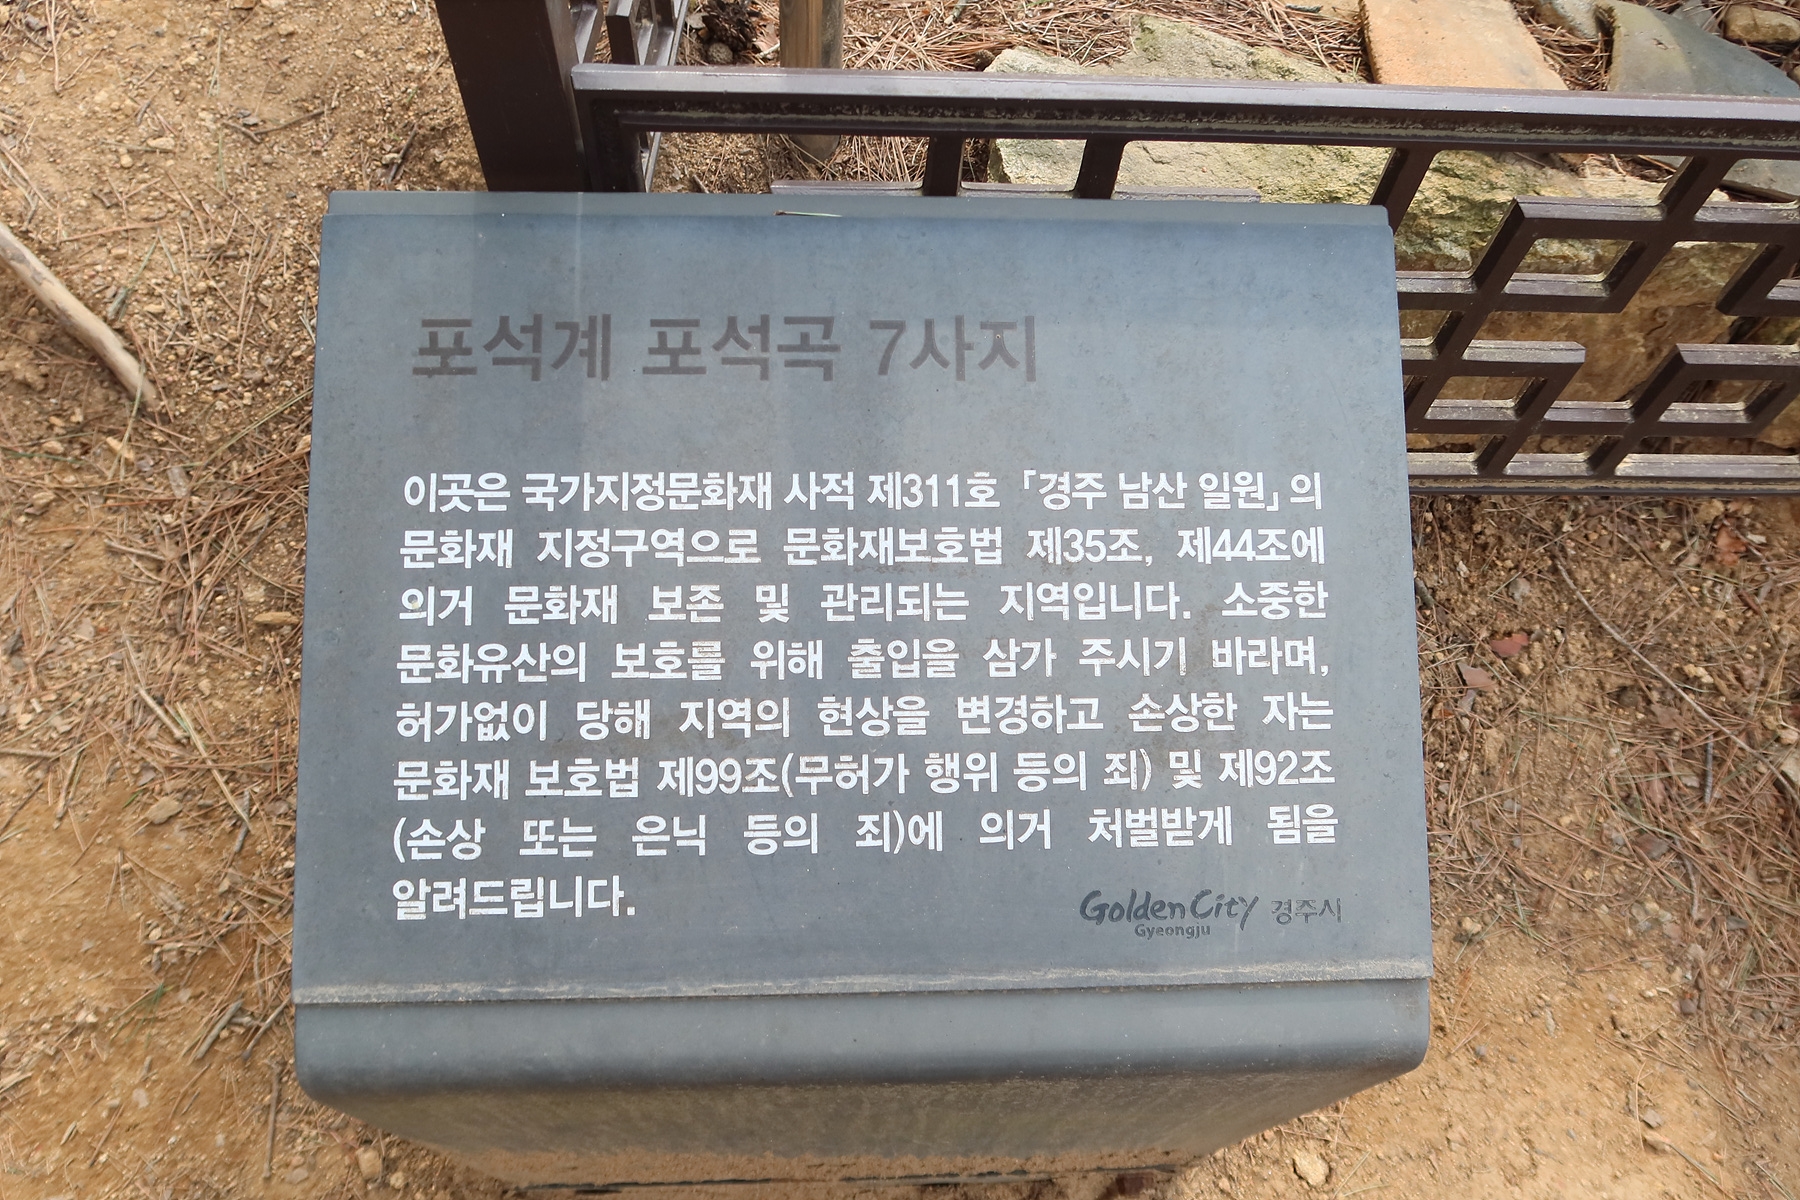 포석계 포석곡 7사지
이곳은 국가지정문화재 사적 제311호 「경주 남산 일원」의
문화재 지정구역으로 문화재보호법 제35조, 제44조에
의거 문화재 보존 및 관리되는 지역입니다. 소중한
문화유산의 보호를 위해 출입을 삼가 주시기 바라며,
허가없이 당해 지역의 현상을 변경하고 손상한 자는
문화재 보호법 제99조(무허가 행위 등의 죄) 및 제92조
(손상 또는 은닉 등의 죄)에 의거 처벌받게 됨을
알려드립니다.
Golden City 경주시
Gyeongju